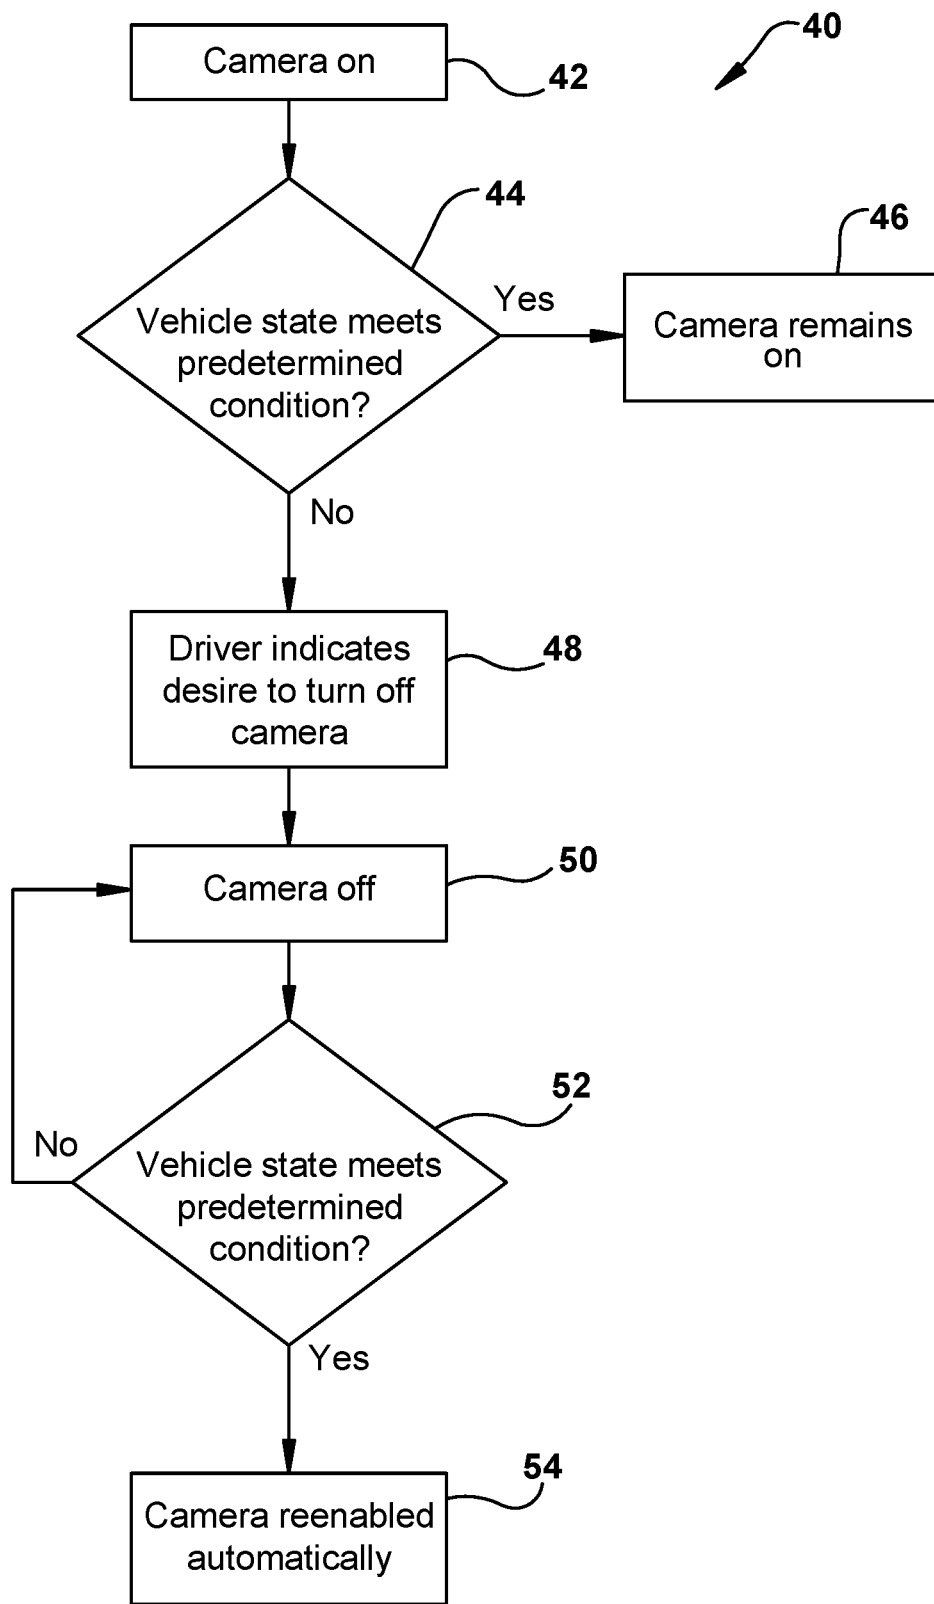 40
Camera on
42
44
46
Vehicle state meets
predetermined
condition?
Yes
Camera remains
on
No
Driver indicates
desire to turn off
camera
48
Camera off
50
52
No
Vehicle state meets
predetermined
condition?
Yes
54
Camera reenabled
automatically